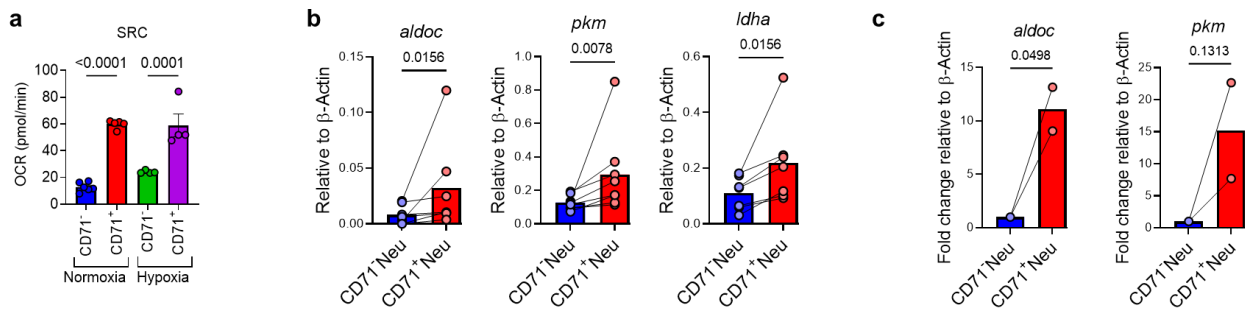 a
SRC
<0.0001 0.0001
OCR (pmol/min)
100
80
60
40
20
0
CD71⁻ CD71⁺ CD71⁻ CD71⁺
Normoxia Hypoxia
b
aldoc
0.0156
Relative to β-Actin
0.15
0.10
0.05
0.00
CD71⁻Neu CD71⁺Neu
pkm
0.0078
Relative to β-Actin
1.0
0.8
0.6
0.4
0.2
0.0
CD71⁻Neu CD71⁺Neu
ldha
0.0156
Relative to β-Actin
0.6
0.4
0.2
0.0
CD71⁻Neu CD71⁺Neu
c
aldoc
0.0498
Fold change relative to β-Actin
15
10
5
0
CD71⁻Neu CD71⁺Neu
pkm
0.1313
Fold change relative to β-Actin
25
20
15
10
5
0
CD71⁻Neu CD71⁺Neu